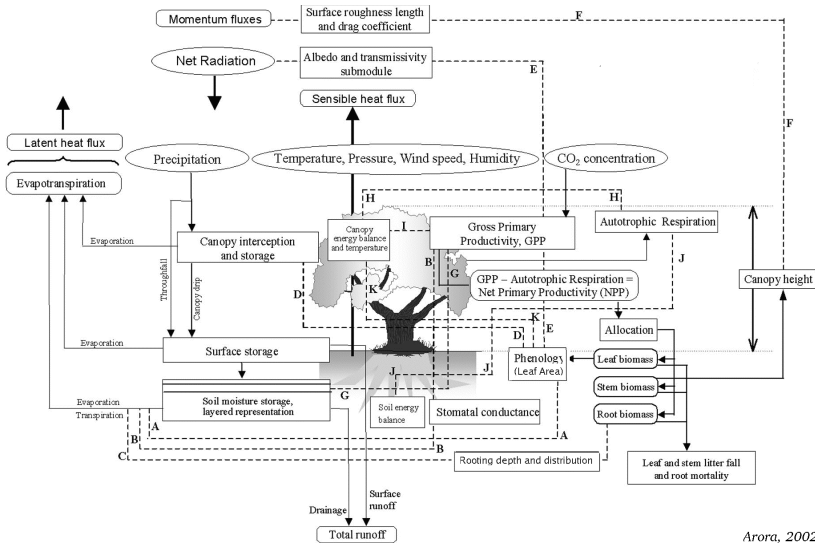 Momentum fluxes
Surface roughness length
and drag coefficient
F
Net Radiation
Albedo and transmissivity
submodule
E
Sensible heat flux
F
Latent heat flux
Precipitation
Temperature, Pressure, Wind speed, Humidity
CO2 concentration
Evapotranspiration
H
H
Evaporation
Canopy interception
and storage
Canopy
energy balance
and temperature
I
Gross Primary
Productivity, GPP
Autotrophic Respiration
B
G
J
D
K
GPP – Autotrophic Respiration =
Net Primary Productivity (NPP)
Canopy height
Throughfall
Canopy drip
K
D
E
Allocation
Evaporation
Surface storage
Phenology
(Leaf Area)
Leaf biomass
J
J
Stem biomass
G
Soil moisture storage,
layered representation
Soil energy
balance
Stomatal conductance
Root biomass
Evaporation
Transpiration
A
A
B
B
C
Rooting depth and distribution
Leaf and stem litter fall
and root mortality
Drainage
Surface
runoff
Total runoff
Arora, 2002